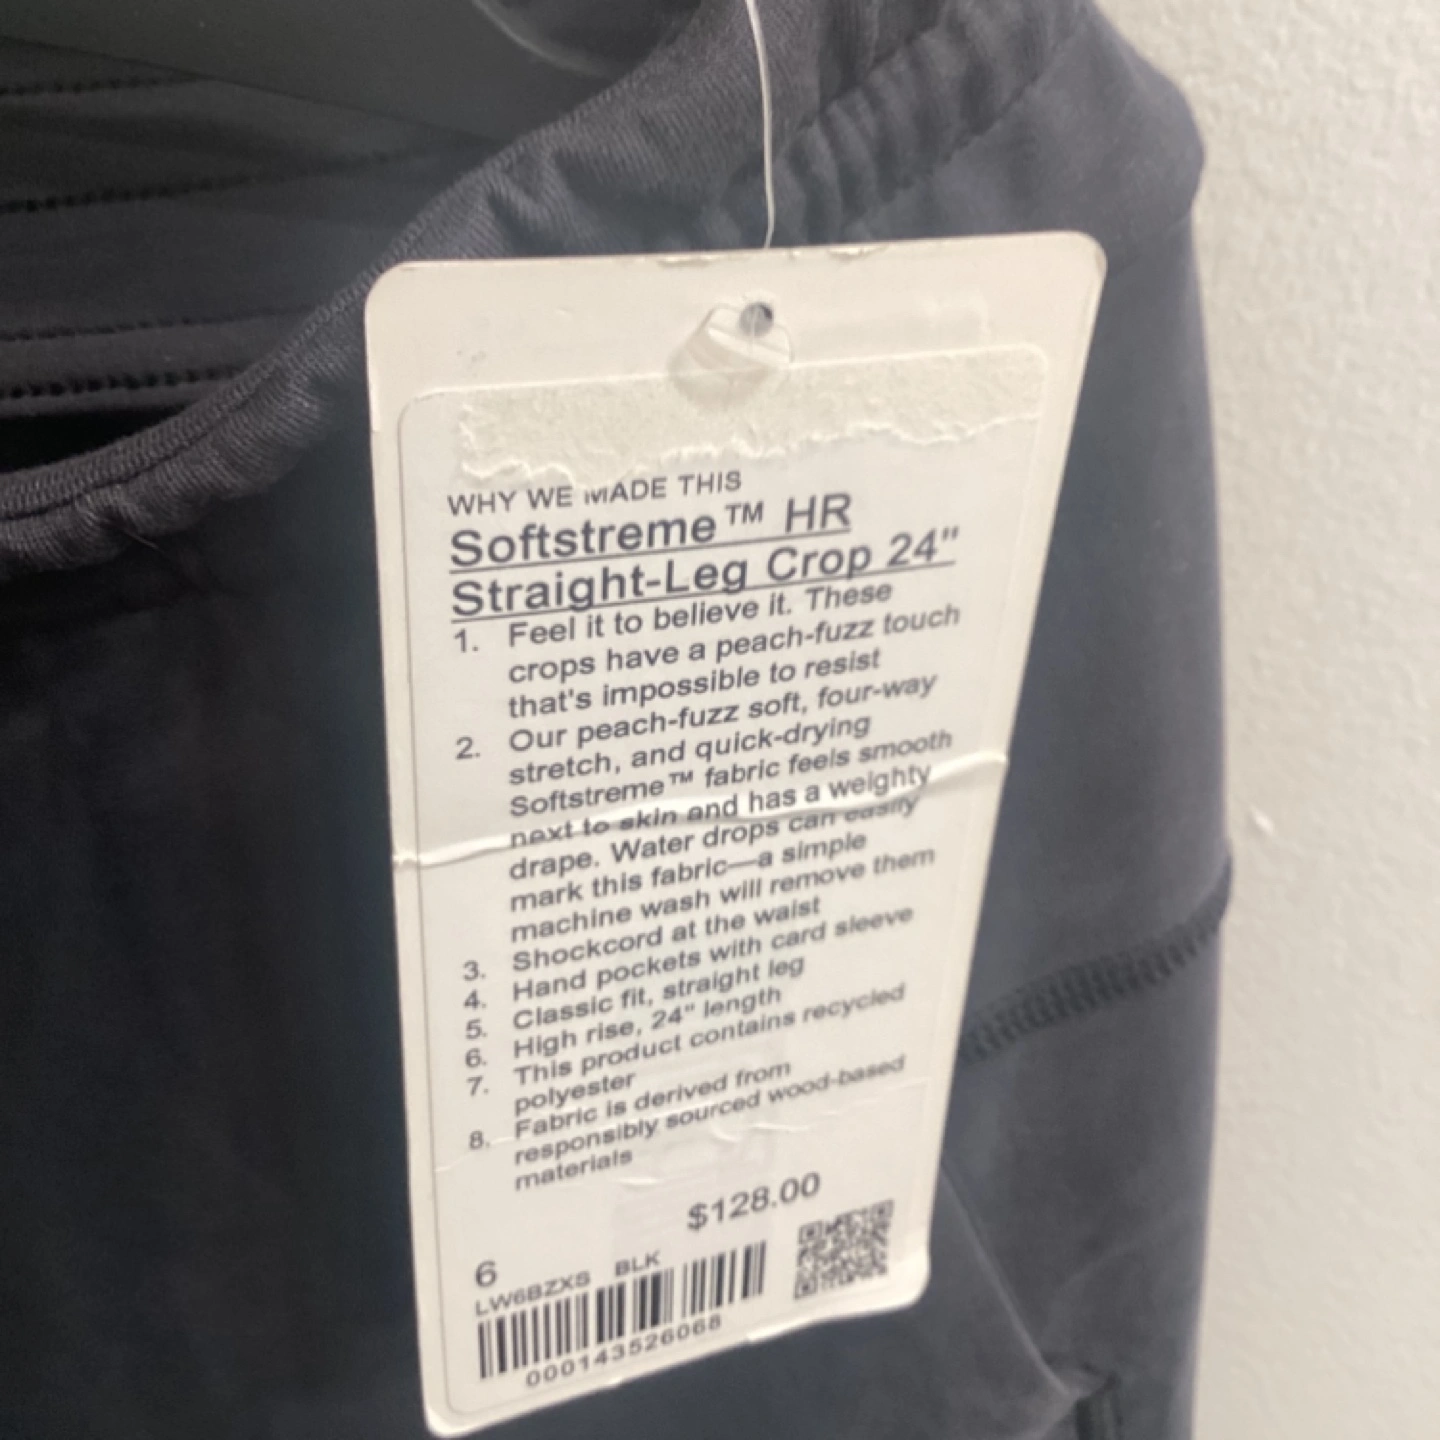 WHY WE MADE THIS
Softstreme™ HR
Straight-Leg Crop 24"
1. Feel it to believe it. These
crops have a peach-fuzz touch
that's impossible to resist
2. Our peach-fuzz soft, four-way
stretch, and quick-drying
Softstreme™ fabric feels smooth
next to skin and has a weighty
drape. Water drops can easily
mark this fabric—a simple
machine wash will remove them
3. Shockcord at the waist
4. Hand pockets with card sleeve
5. Classic fit, straight leg
6. High rise, 24" length
7. This product contains recycled
polyester
8. Fabric is derived from
responsibly sourced wood-based
materials
$128.00
6
LW6BZXS BLK
000143526068